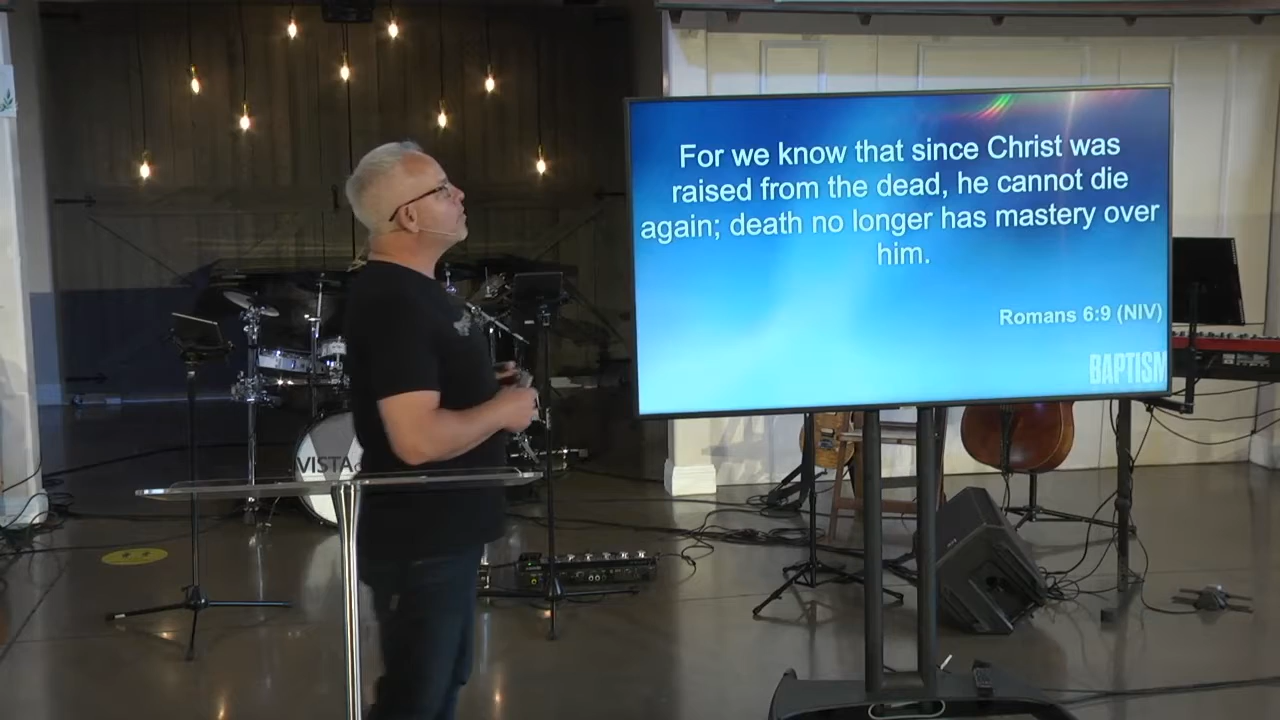 For we know that since Christ was
raised from the dead, he cannot die
again; death no longer has mastery over
him.
Romans 6:9 (NIV)
BAPTISM
VISTA